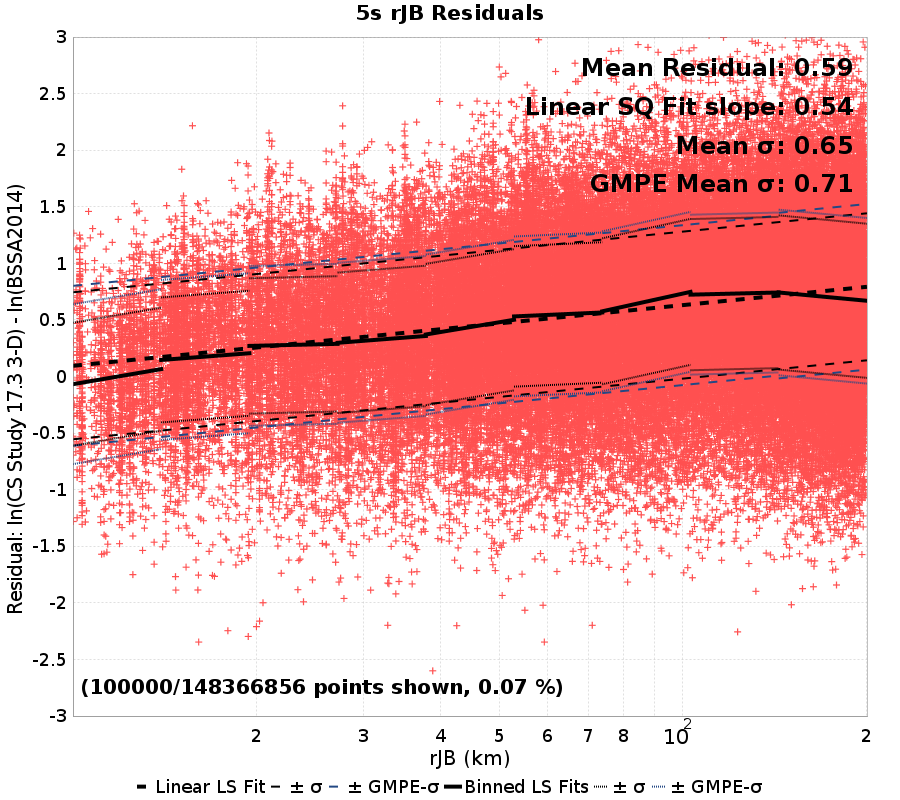 5s rJB Residuals
Mean Residual: 0.59
Linear SQ Fit slope: 0.54
Mean σ: 0.65
GMPE Mean σ: 0.71
3
2.5
2
1.5
1
0.5
0
-0.5
-1
-1.5
-2
-2.5
-3
Residual: ln(CS Study 17.3 3-D) - ln(BSSA2014)
(100000/148366856 points shown, 0.07 %)
2 3 4 5 6 7 8 10² 2
rJB (km)
Linear LS Fit ± σ ± GMPE-σ Binned LS Fits ± σ ± GMPE-σ